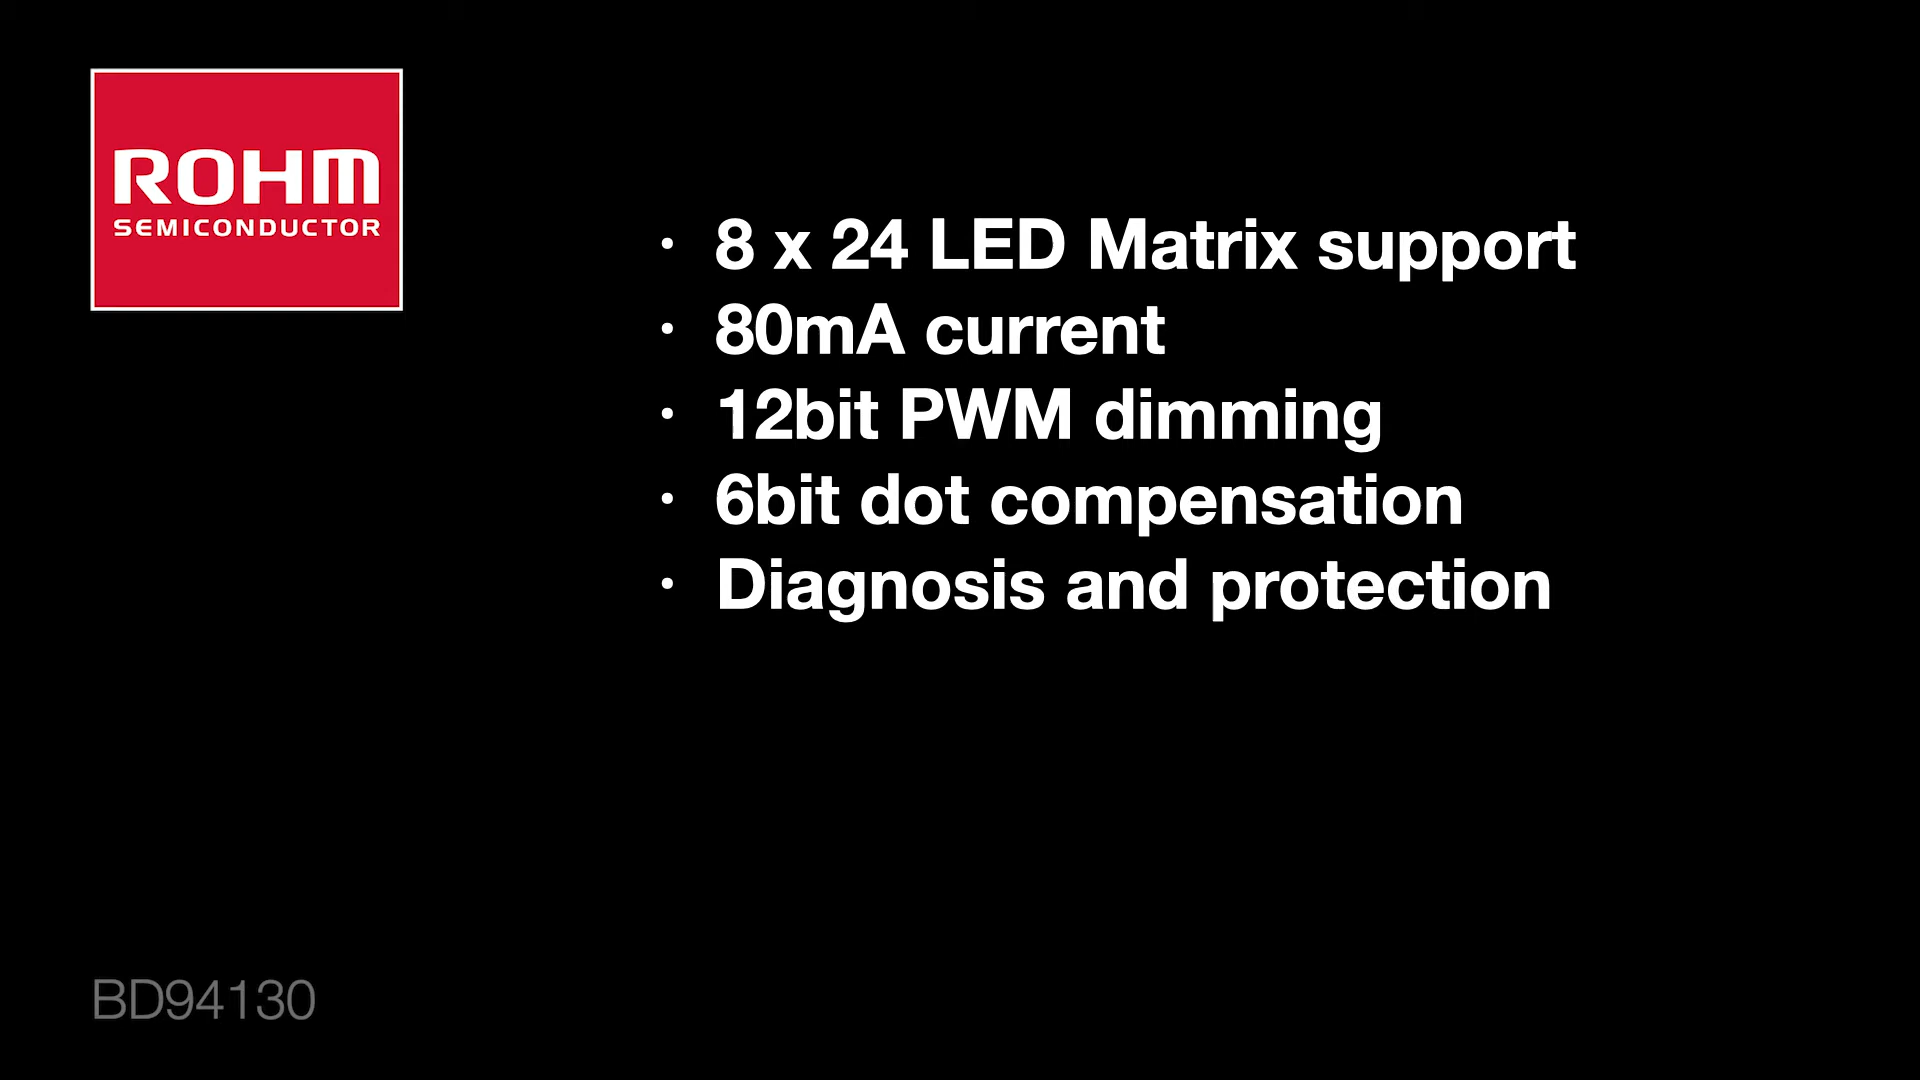 ROHM
SEMICONDUCTOR
• 8 x 24 LED Matrix support
• 80mA current
• 12bit PWM dimming
• 6bit dot compensation
• Diagnosis and protection
BD94130